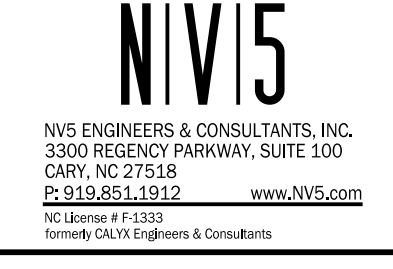 N|V|5
NV5 ENGINEERS & CONSULTANTS, INC.
3300 REGENCY PARKWAY, SUITE 100
CARY, NC 27518
P: 919.851.1912 www.NV5.com
NC License # F-1333
formerly CALYX Engineers & Consultants